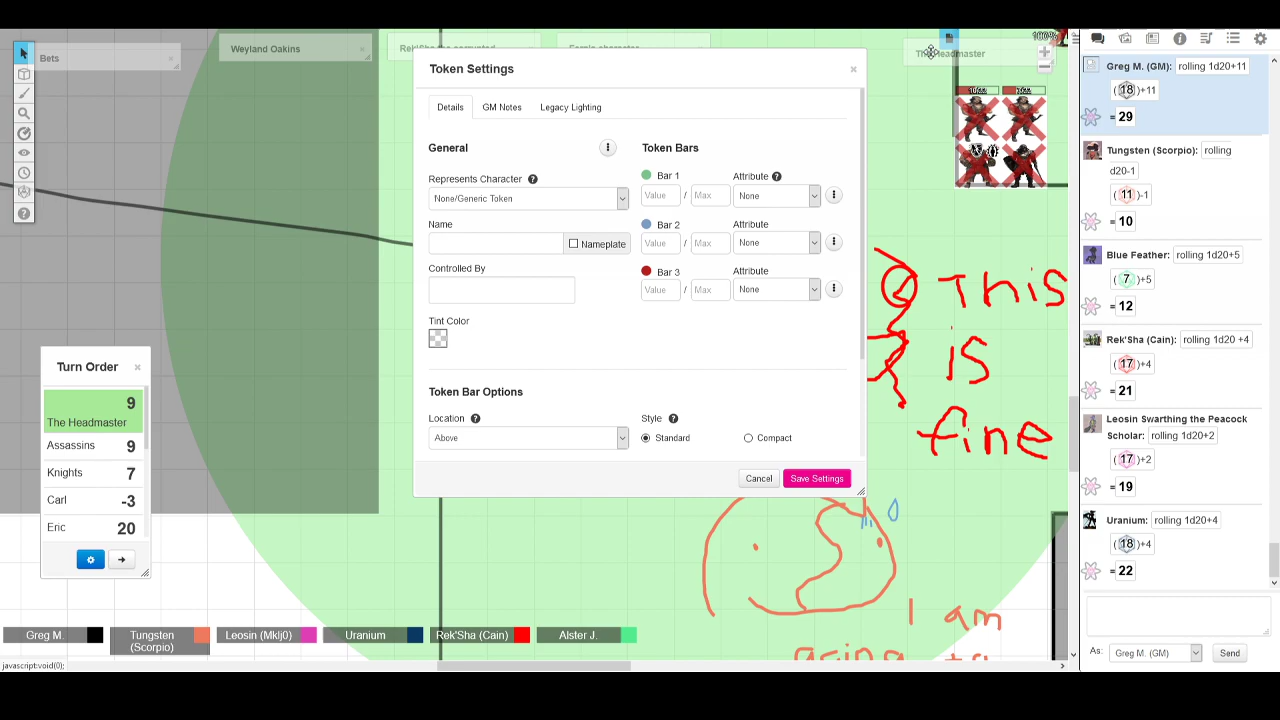 Bets
Weyland Oakins
Rek'Sha the corrupted
The Headmaster
100%
Token Settings
Details
GM Notes
Legacy Lighting
General
Token Bars
Represents Character
None/Generic Token
Bar 1
Attribute
Value / Max
None
Name
Nameplate
Bar 2
Attribute
Value / Max
None
Controlled By
Bar 3
Attribute
Value / Max
None
Tint Color
Token Bar Options
Location
Above
Style
Standard
Compact
Cancel
Save Settings
This
is
fine
I am
going
Turn Order
9
The Headmaster
Assassins 9
Knights 7
Carl -3
Eric 20
Greg M.
Tungsten
(Scorpio)
Leosin (Mklj0)
Uranium
Rek'Sha (Cain)
Alster J.
javascript:void(0);
Greg M. (GM): rolling 1d20+11
(18)+11
= 29
Tungsten (Scorpio): rolling
d20-1
(11)-1
= 10
Blue Feather: rolling 1d20+5
(7)+5
= 12
Rek'Sha (Cain): rolling 1d20 +4
(17)+4
= 21
Leosin Swarthing the Peacock
Scholar: rolling 1d20+2
(17)+2
= 19
Uranium: rolling 1d20+4
(18)+4
= 22
As: Greg M. (GM)
Send